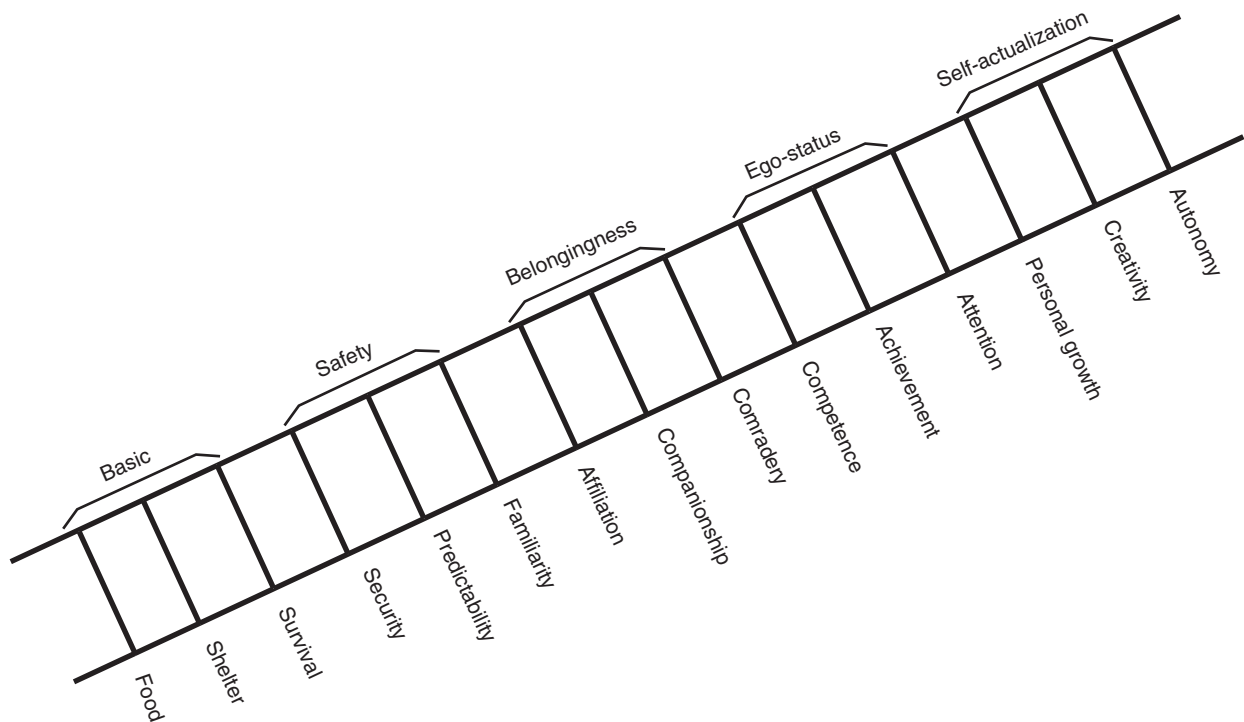 Basic
Safety
Belongingness
Ego-status
Self-actualization
Food
Shelter
Survival
Security
Predictability
Familiarity
Affiliation
Companionship
Comradery
Competence
Achievement
Attention
Personal growth
Creativity
Autonomy